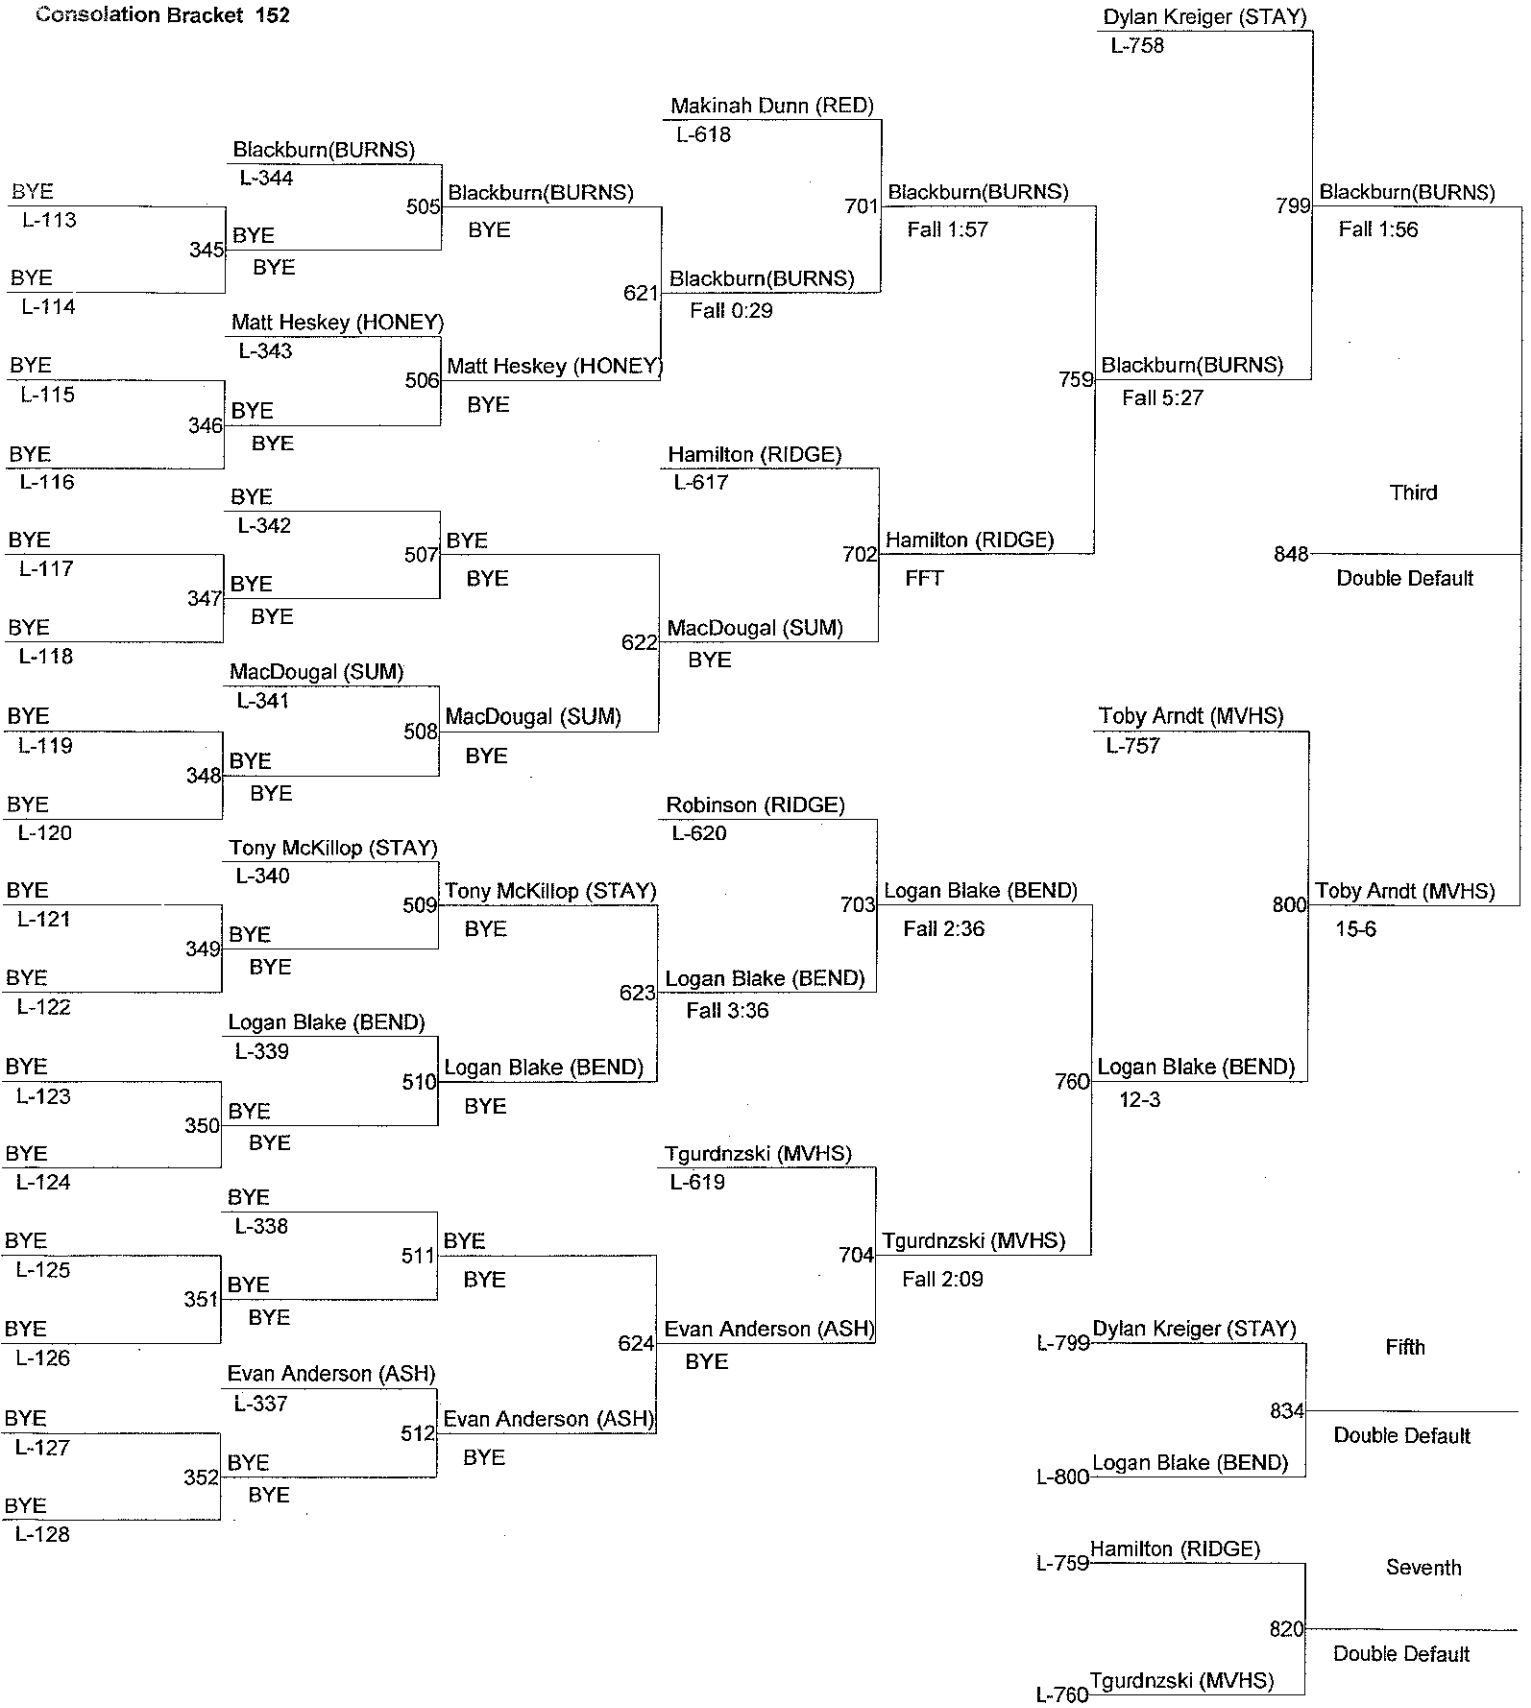 Consolation Bracket 152
Dylan Kreiger (STAY)
L-758
Makinah Dunn (RED)
L-618
Blackburn(BURNS)
L-344
BYE
L-113
505
Blackburn(BURNS)
BYE
701
Blackburn(BURNS)
Fall 1:57
799
Blackburn(BURNS)
Fall 1:56
345
BYE
BYE
BYE
L-114
621
Blackburn(BURNS)
Fall 0:29
Matt Heskey (HONEY)
L-343
BYE
L-115
506
Matt Heskey (HONEY)
BYE
759
Blackburn(BURNS)
Fall 5:27
346
BYE
BYE
BYE
L-116
Hamilton (RIDGE)
L-617
Third
BYE
L-342
BYE
L-117
507
BYE
BYE
702
Hamilton (RIDGE)
FFT
848
Double Default
347
BYE
BYE
BYE
L-118
622
MacDougal (SUM)
BYE
MacDougal (SUM)
L-341
BYE
L-119
508
MacDougal (SUM)
BYE
Toby Arndt (MVHS)
L-757
348
BYE
BYE
BYE
L-120
Robinson (RIDGE)
L-620
Tony McKillop (STAY)
L-340
BYE
L-121
509
Tony McKillop (STAY)
BYE
703
Logan Blake (BEND)
Fall 2:36
800
Toby Arndt (MVHS)
15-6
349
BYE
BYE
BYE
L-122
623
Logan Blake (BEND)
Fall 3:36
Logan Blake (BEND)
L-339
BYE
L-123
510
Logan Blake (BEND)
BYE
760
Logan Blake (BEND)
12-3
350
BYE
BYE
BYE
L-124
Tgurdnzski (MVHS)
L-619
BYE
L-338
BYE
L-125
511
BYE
BYE
704
Tgurdnzski (MVHS)
Fall 2:09
351
BYE
BYE
BYE
L-126
624
Evan Anderson (ASH)
BYE
L-799
Dylan Kreiger (STAY)
Fifth
Evan Anderson (ASH)
L-337
BYE
L-127
512
Evan Anderson (ASH)
BYE
834
Double Default
352
BYE
BYE
L-800
Logan Blake (BEND)
BYE
L-128
L-759
Hamilton (RIDGE)
Seventh
820
Double Default
L-760
Tgurdnzski (MVHS)